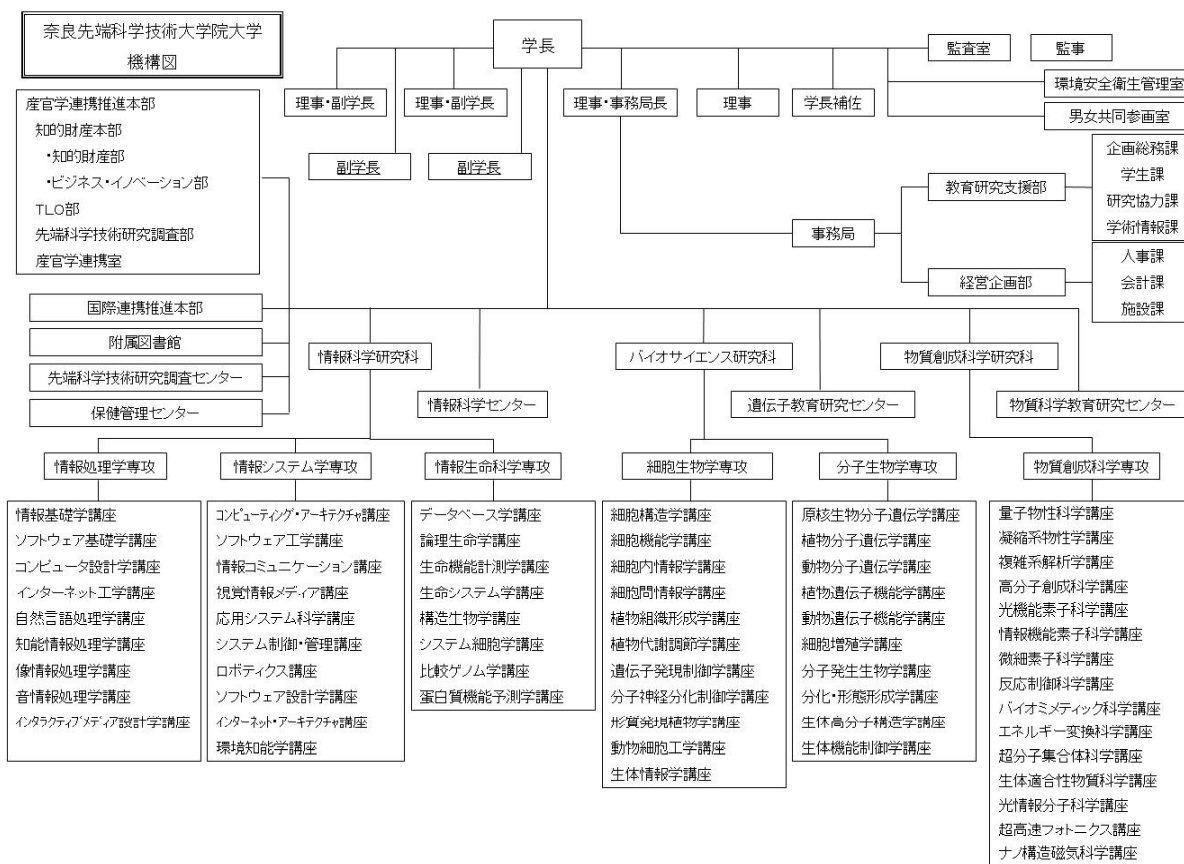 奈良先端科学技術大学院大学
機構図
学長
監査室
監事
環境安全衛生管理室
男女共同参画室
理事・副学長
理事・副学長
理事・事務局長
理事
学長補佐
副学長
副学長
産官学連携推進本部
知的財産本部
・知的財産部
・ビジネス・イノベーション部
TLO部
先端科学技術研究調査部
産官学連携室
事務局
教育研究支援部
企画総務課
学生課
研究協力課
学術情報課
経営企画部
人事課
会計課
施設課
国際連携推進本部
附属図書館
先端科学技術研究調査センター
保健管理センター
情報科学研究科
情報科学センター
バイオサイエンス研究科
遺伝子教育研究センター
物質創成科学研究科
物質科学教育研究センター
情報処理学専攻
情報基礎学講座
ソフトウェア基礎学講座
コンピュータ設計学講座
インターネット工学講座
自然言語処理学講座
知能情報処理学講座
像情報処理学講座
音情報処理学講座
インタラクティブメディア設計学講座
情報システム学専攻
コンピューティング・アーキテクチャ講座
ソフトウェア工学講座
情報コミュニケーション講座
視覚情報メディア講座
応用システム科学講座
システム制御・管理講座
ロボティクス講座
ソフトウェア設計学講座
インターネット・アーキテクチャ講座
環境知能学講座
情報生命科学専攻
データベース学講座
論理生命学講座
生命機能計測学講座
生命システム学講座
構造生物学講座
システム細胞学講座
比較ゲノム学講座
蛋白質機能予測学講座
細胞生物学専攻
細胞構造学講座
細胞機能学講座
細胞内情報学講座
細胞間情報学講座
植物組織形成学講座
植物代謝調節学講座
遺伝子発現制御学講座
分子神経分化制御学講座
形質発現植物学講座
動物細胞工学講座
生体情報学講座
分子生物学専攻
原核生物分子遺伝学講座
植物分子遺伝学講座
動物分子遺伝学講座
植物遺伝子機能学講座
動物遺伝子機能学講座
細胞増殖学講座
分子発生生物学講座
分化・形態形成学講座
生体高分子構造学講座
生体機能制御学講座
物質創成科学専攻
量子物性科学講座
凝縮系物性学講座
複雑系解析学講座
高分子創成科学講座
光機能素子科学講座
情報機能素子科学講座
微細素子科学講座
反応制御科学講座
バイオミメティック科学講座
エネルギー変換科学講座
超分子集合体科学講座
生体適合性物質科学講座
光情報分子科学講座
超高速フォトニクス講座
ナノ構造磁気科学講座